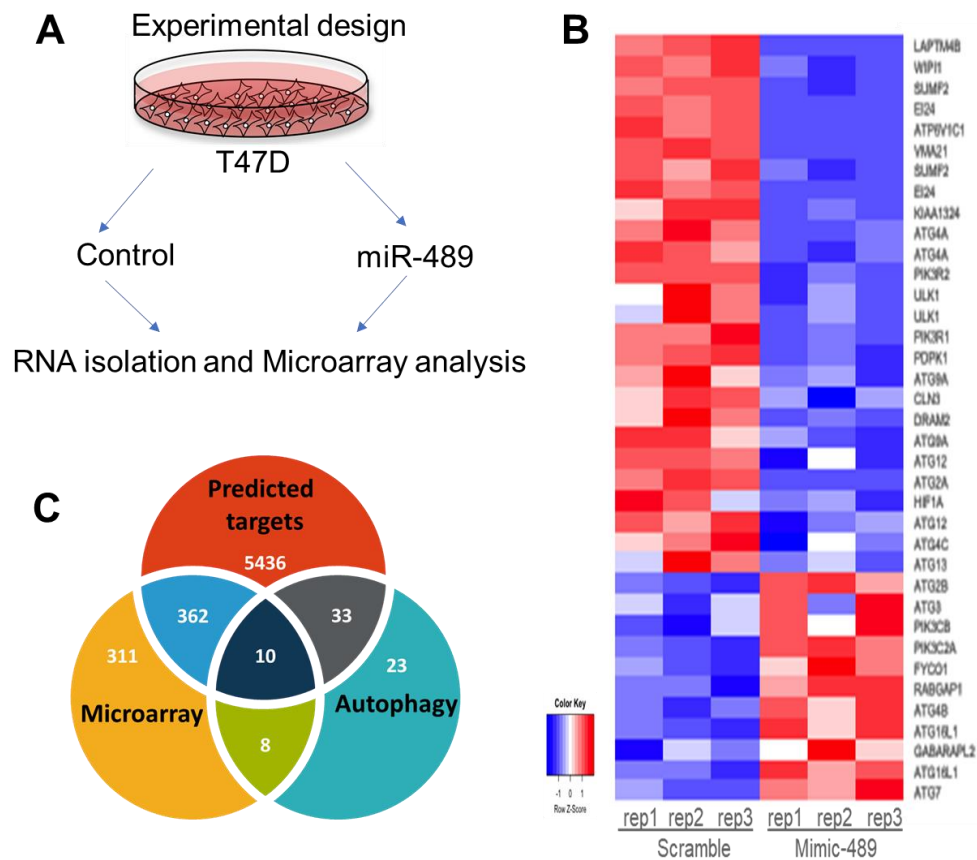 A
Experimental design
T47D
Control
miR-489
RNA isolation and Microarray analysis
B
LAPTM4B
WIPI1
SUMF2
EI24
ATP6V1C1
VMA21
SUMF2
EI24
KIAA1324
ATG4A
ATG4A
PIK3R2
ULK1
ULK1
PIK3R1
PDPK1
ATG9A
CLN3
DRAM2
ATG9A
ATG12
ATG2A
HIF1A
ATG12
ATG4C
ATG13
ATG2B
ATG3
PIK3CB
PIK3C2A
FYCO1
RABGAP1
ATG4B
ATG16L1
GABARAPL2
ATG16L1
ATG7
Color Key
-1 0 1
Row Z-Score
rep1 rep2 rep3 rep1 rep2 rep3
Scramble Mimic-489
C
Predicted
targets
5436
362
33
311
10
23
Microarray
Autophagy
8